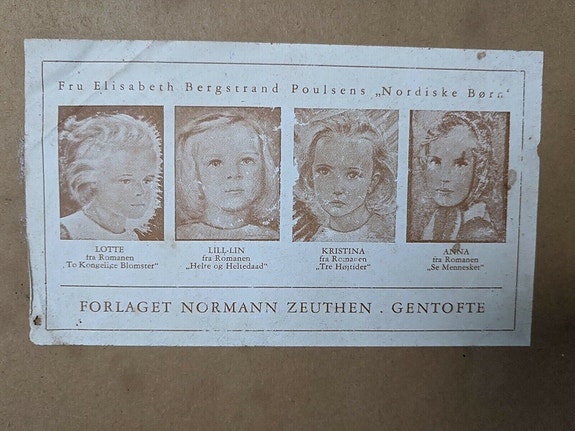 Fru Elisabeth Bergstrand Poulsens „Nordiske Børn“
LOTTE
fra Romanen
„To Kongelige Blomster“
LILL-LIN
fra Romanen
„Helte og Heltedaad“
KRISTINA
fra Romanen
„Tre Højtider“
ANNA
fra Romanen
„Se Mennesket“
FORLAGET NORMANN ZEUTHEN . GENTOFTE